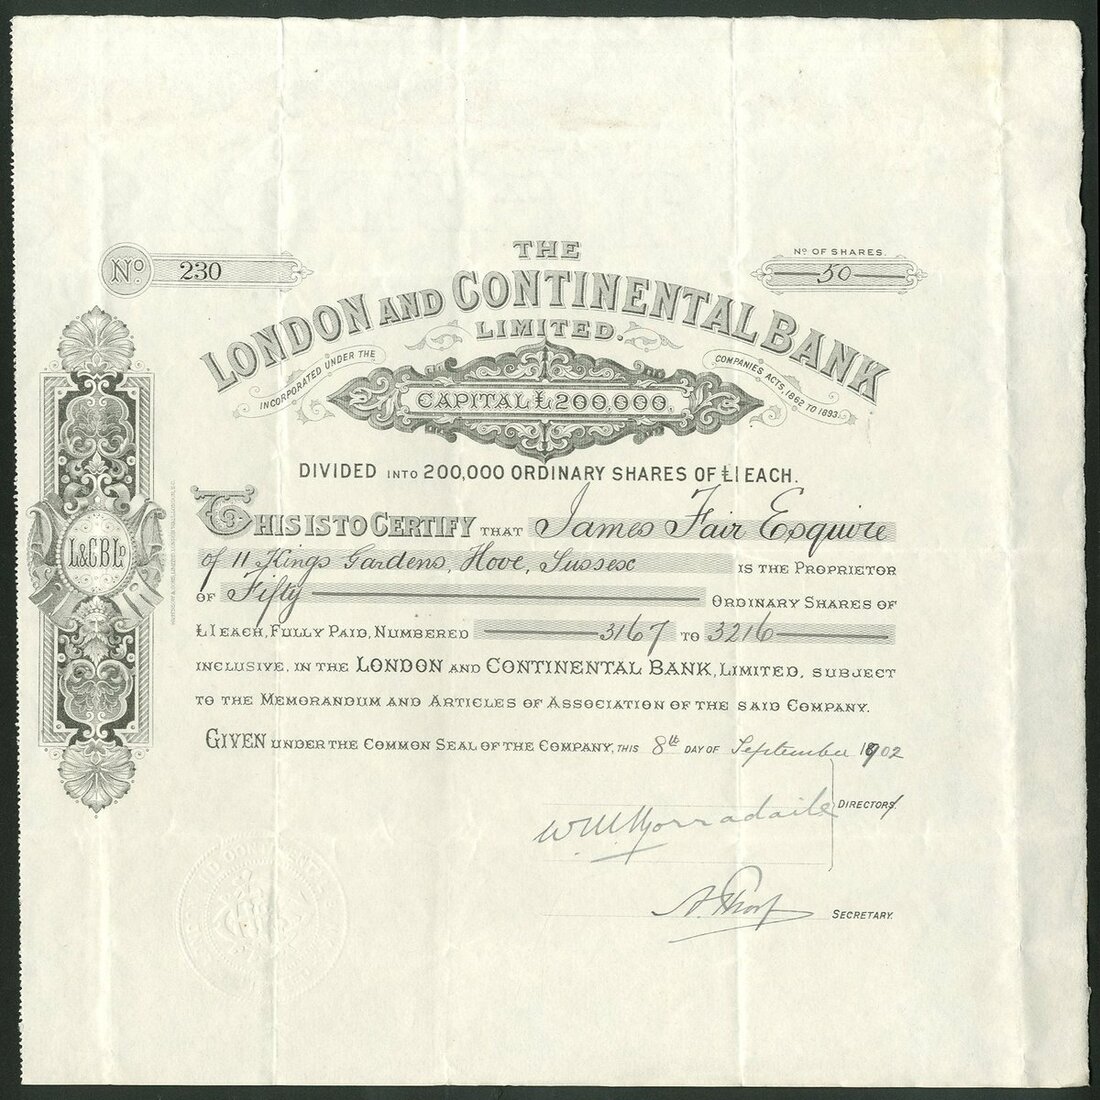 No. 230
No. OF SHARES.
50
THE
LONDON AND CONTINENTAL BANK
LIMITED.
INCORPORATED UNDER THE COMPANIES ACTS, 1862 TO 1893.
CAPITAL £200,000.
DIVIDED INTO 200,000 ORDINARY SHARES OF £1 EACH.
THIS IS TO CERTIFY THAT James Fair Esquire
of 11 Kings Gardens, Hove, Sussex IS THE PROPRIETOR
OF Fifty ORDINARY SHARES OF
£1 EACH, FULLY PAID, NUMBERED 3167 TO 3216
INCLUSIVE, IN THE LONDON AND CONTINENTAL BANK, LIMITED, SUBJECT
TO THE MEMORANDUM AND ARTICLES OF ASSOCIATION OF THE SAID COMPANY.
GIVEN UNDER THE COMMON SEAL OF THE COMPANY, THIS 8th DAY OF September 1902
DIRECTORS
SECRETARY.
L&CBLD